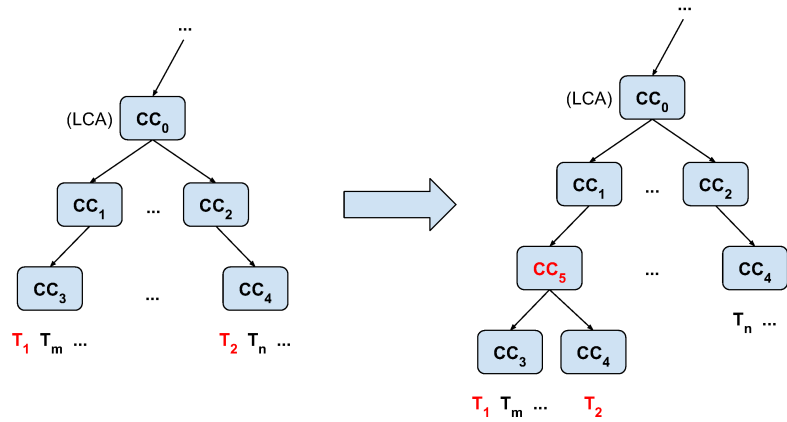 ...
(LCA) CC0
CC1 ... CC2
CC3 ... CC4
T1 Tm ... T2 Tn ...
...
(LCA) CC0
CC1 ... CC2
CC5 ... CC4
Tn ...
CC3 CC4
T1 Tm ... T2